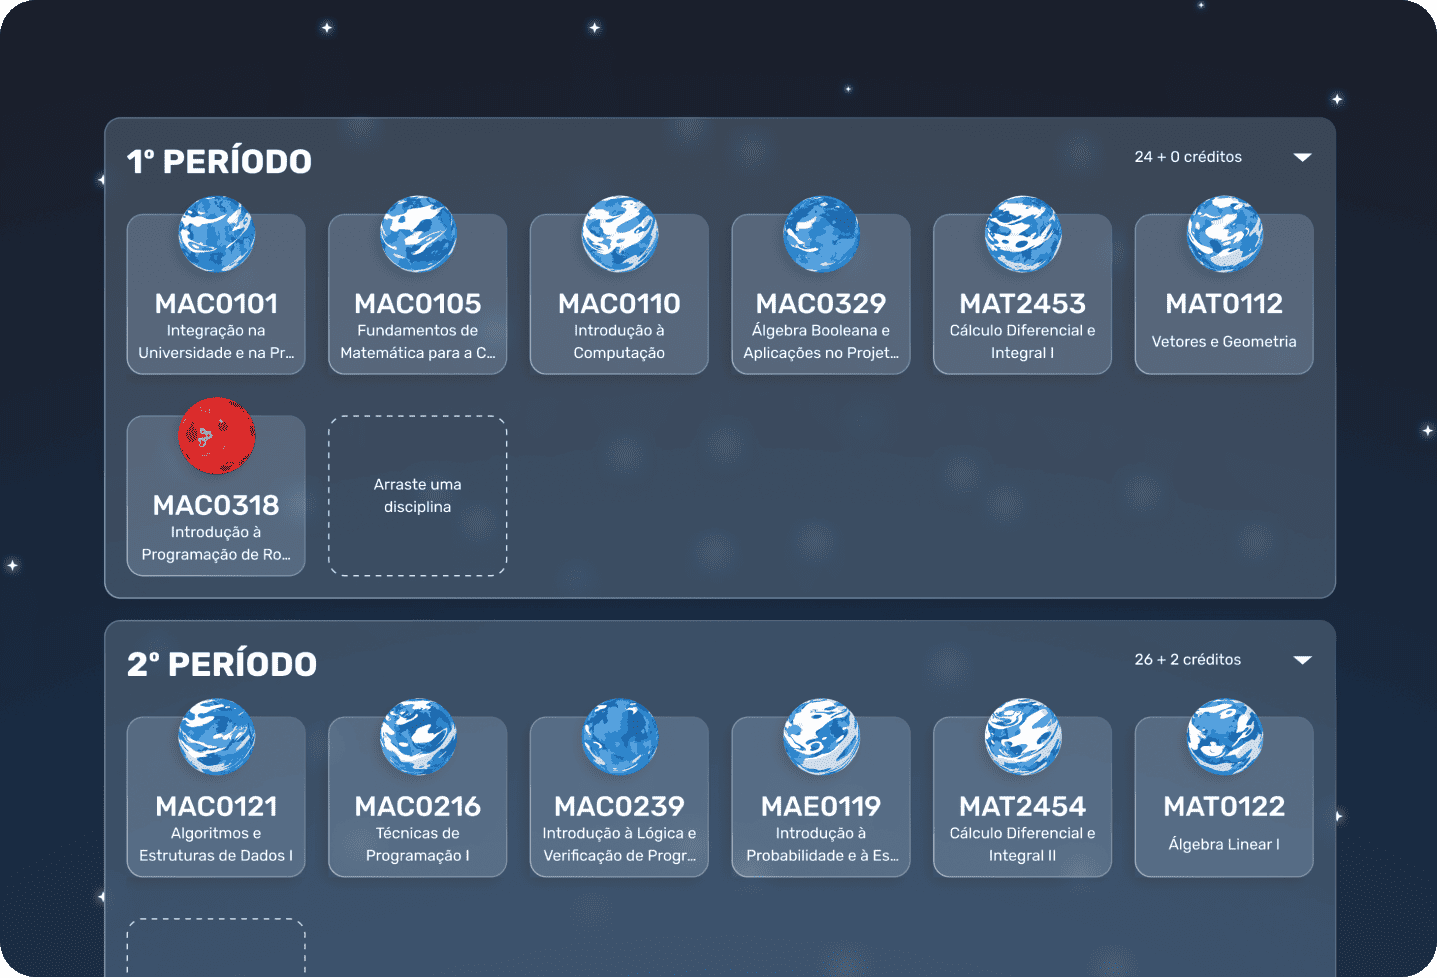 1º PERÍODO
24 + 0 créditos
MAC0101
Integração na
Universidade e na Pr...
MAC0105
Fundamentos de
Matemática para a C...
MAC0110
Introdução à
Computação
MAC0329
Álgebra Booleana e
Aplicações no Projet...
MAT2453
Cálculo Diferencial e
Integral I
MAT0112
Vetores e Geometria
MAC0318
Introdução à
Programação de Ro...
Arraste uma
disciplina
2º PERÍODO
26 + 2 créditos
MAC0121
Algoritmos e
Estruturas de Dados I
MAC0216
Técnicas de
Programação I
MAC0239
Introdução à Lógica e
Verificação de Progr...
MAE0119
Introdução à
Probabilidade e à Es...
MAT2454
Cálculo Diferencial e
Integral II
MAT0122
Álgebra Linear I